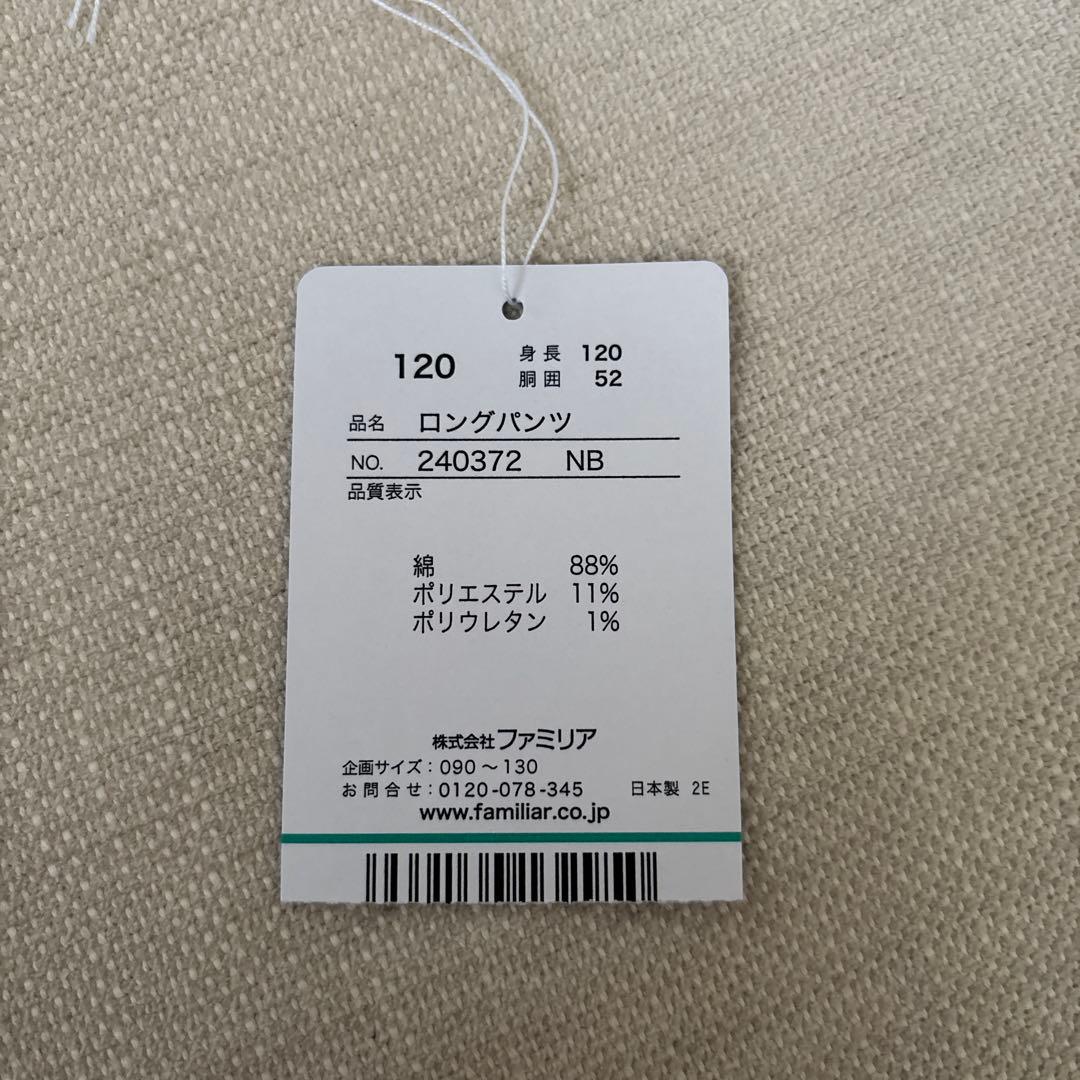 120
身長 120
胴囲 52
品名 ロングパンツ
NO. 240372 NB
品質表示
綿 88%
ポリエステル 11%
ポリウレタン 1%
株式会社ファミリア
企画サイズ：090～130
お問合せ：0120-078-345 日本製 2E
www.familiar.co.jp